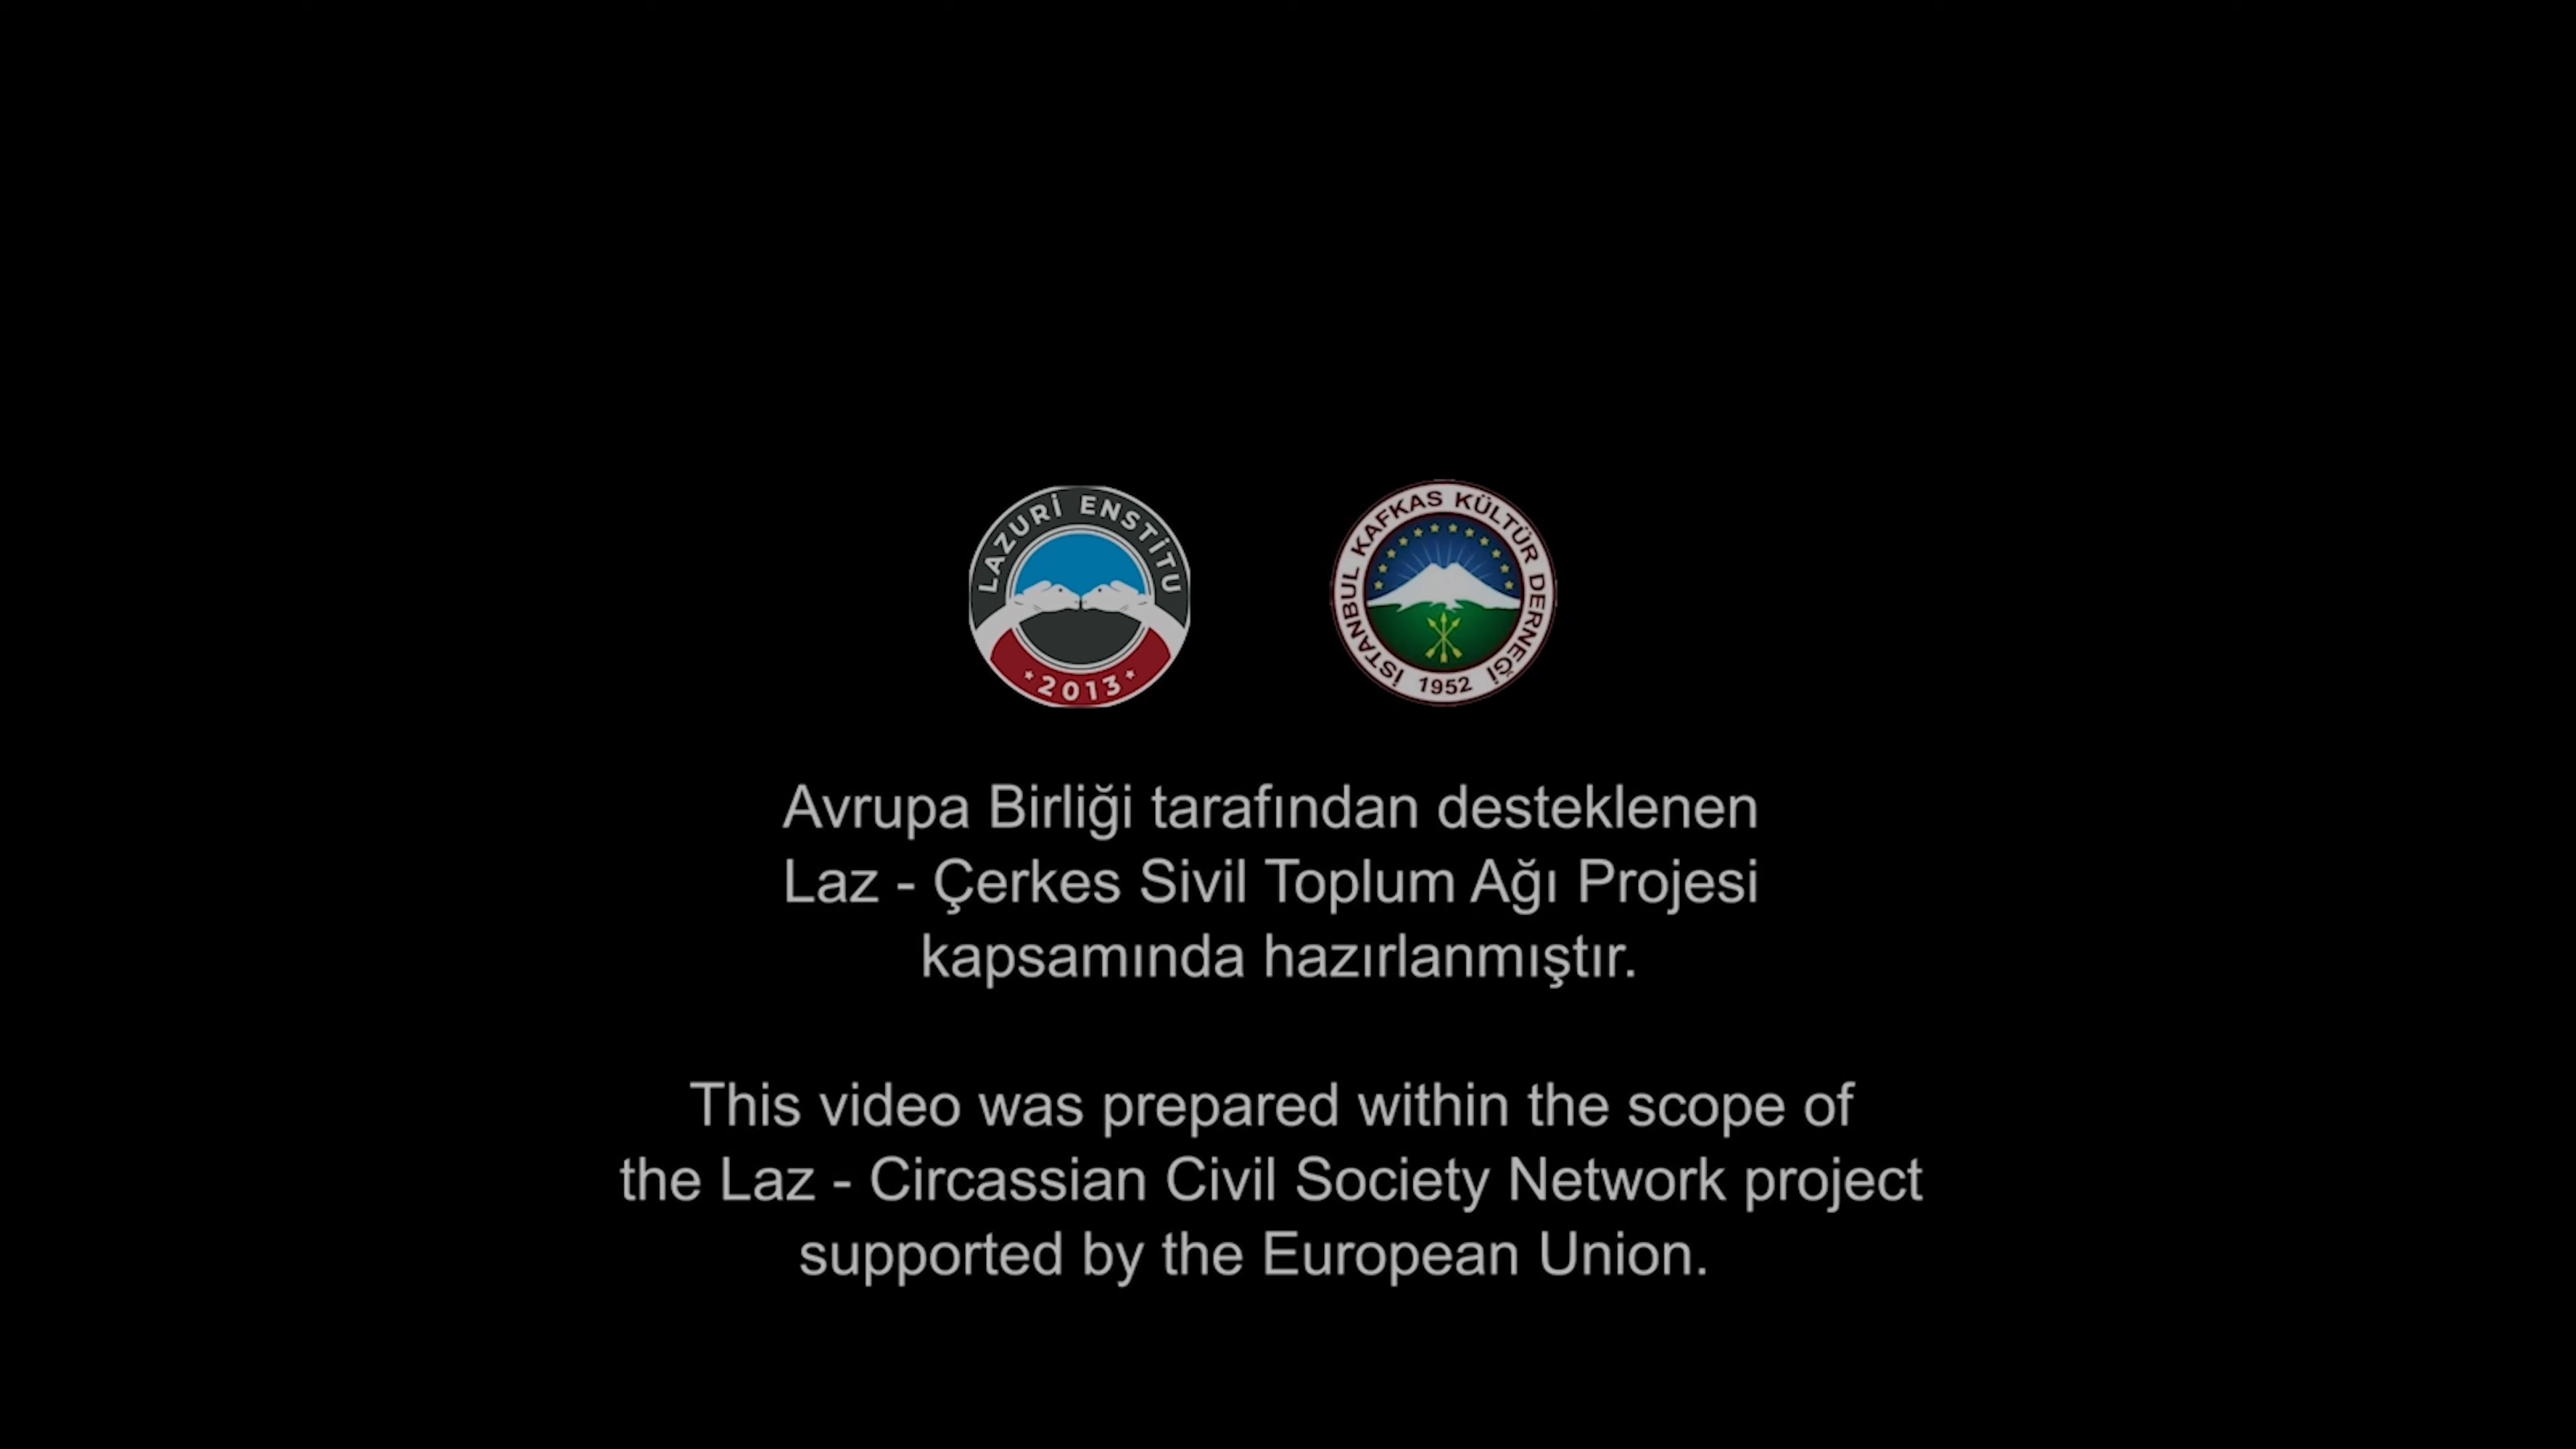 LAZURİ ENSTİTU
2013
İSTANBUL KAFKAS KÜLTÜR DERNEĞİ
1952
Avrupa Birliği tarafından desteklenen
Laz - Çerkes Sivil Toplum Ağı Projesi
kapsamında hazırlanmıştır.
This video was prepared within the scope of
the Laz - Circassian Civil Society Network project
supported by the European Union.